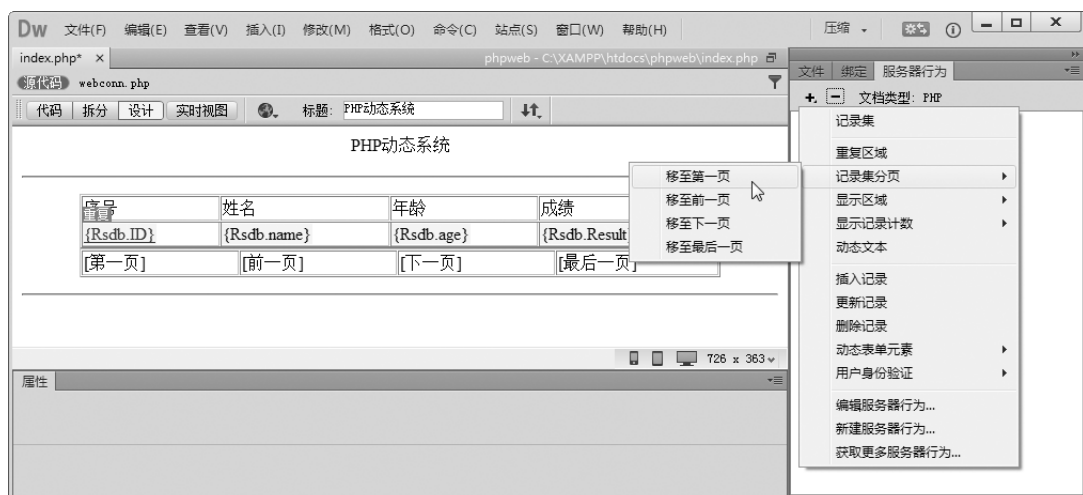 Dw 文件(F) 编辑(E) 查看(V) 插入(I) 修改(M) 格式(O) 命令(C) 站点(S) 窗口(W) 帮助(H) 压缩
index.php* × phpweb - C:\XAMPP\htdocs\phpweb\index.php
源代码 webconn.php
代码 拆分 设计 实时视图 标题: PHP动态系统
文件 绑定 服务器行为
文档类型: PHP
PHP动态系统
序号 姓名 年龄 成绩
重复
{Rsdb.ID} {Rsdb.name} {Rsdb.age} {Rsdb.Result
[第一页] [前一页] [下一页] [最后一页]
移至第一页
移至前一页
移至下一页
移至最后一页
记录集
重复区域
记录集分页
显示区域
显示记录计数
动态文本
插入记录
更新记录
删除记录
动态表单元素
用户身份验证
编辑服务器行为...
新建服务器行为...
获取更多服务器行为...
726 x 363
属性